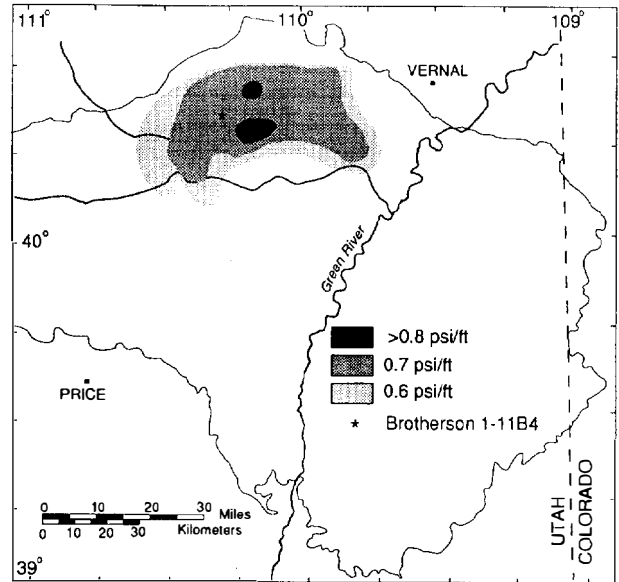 111° 110° 109°
VERNAL
40°
Green River
>0.8 psi/ft
0.7 psi/ft
0.6 psi/ft
Brotherson 1-11B4
PRICE
0 10 20 30 Miles
0 10 20 30 Kilometers
UTAH
COLORADO
39°